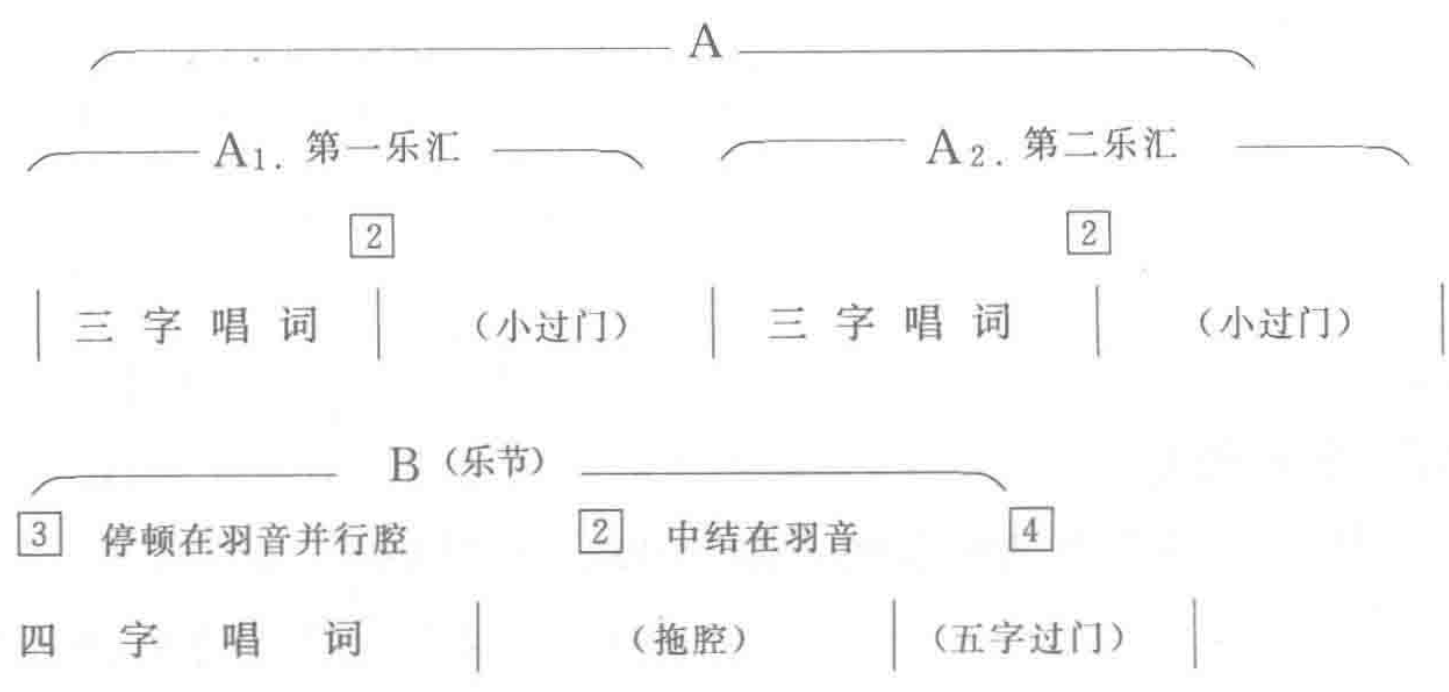 A
A1. 第一乐汇 A2. 第二乐汇
2 2
三字唱词 (小过门) 三字唱词 (小过门)
B (乐节)
3 停顿在羽音并行腔 2 中结在羽音 4
四字唱词 (拖腔) (五字过门)